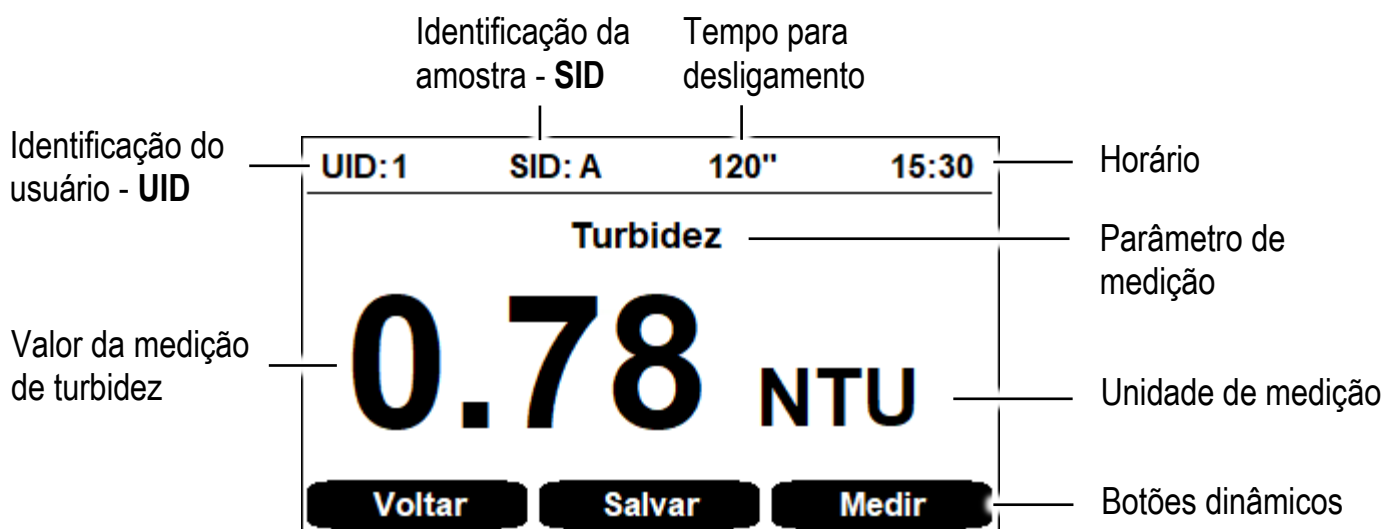 Identificação da
amostra - SID
Tempo para
desligamento
Identificação do
usuário - UID
UID:1 SID: A 120" 15:30
Horário
Turbidez
Parâmetro de
medição
Valor da medição
de turbidez
0.78 NTU
Unidade de medição
Voltar Salvar Medir
Botões dinâmicos